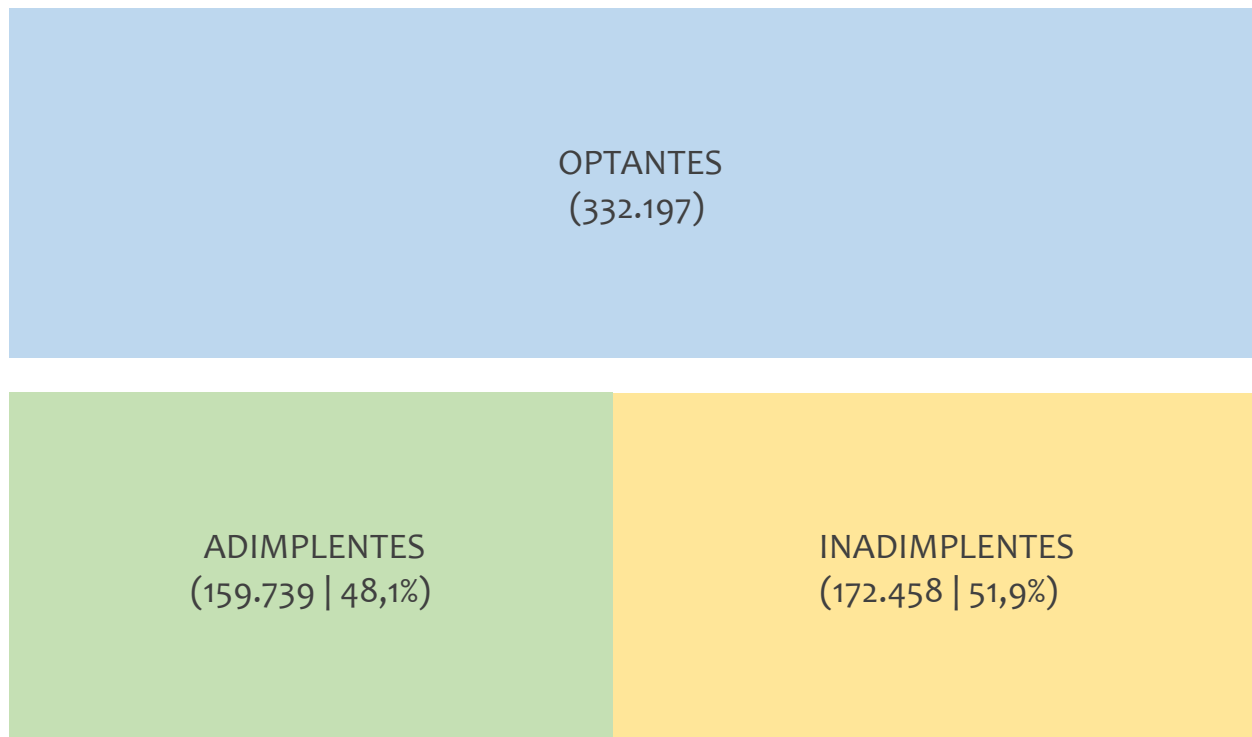 OPTANTES
(332.197)
ADIMPLENTES
(159.739 | 48,1%)
INADIMPLENTES
(172.458 | 51,9%)